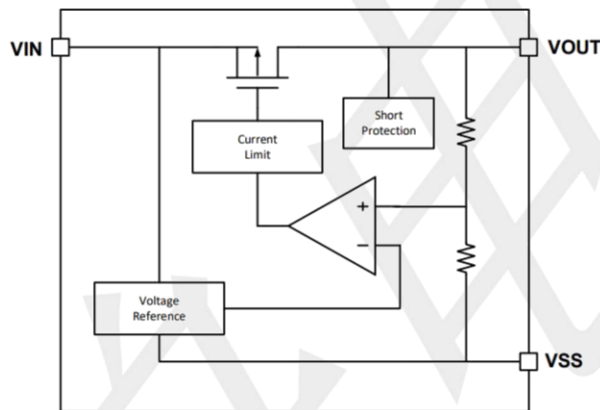 VIN
VOUT
Short
Protection
Current
Limit
+
−
Voltage
Reference
VSS